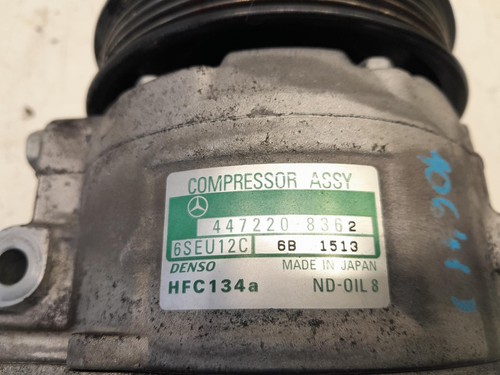 COMPRESSOR ASSY
447220-8362
6SEU12C 6B 1513
DENSO MADE IN JAPAN
HFC134a ND-OIL 8